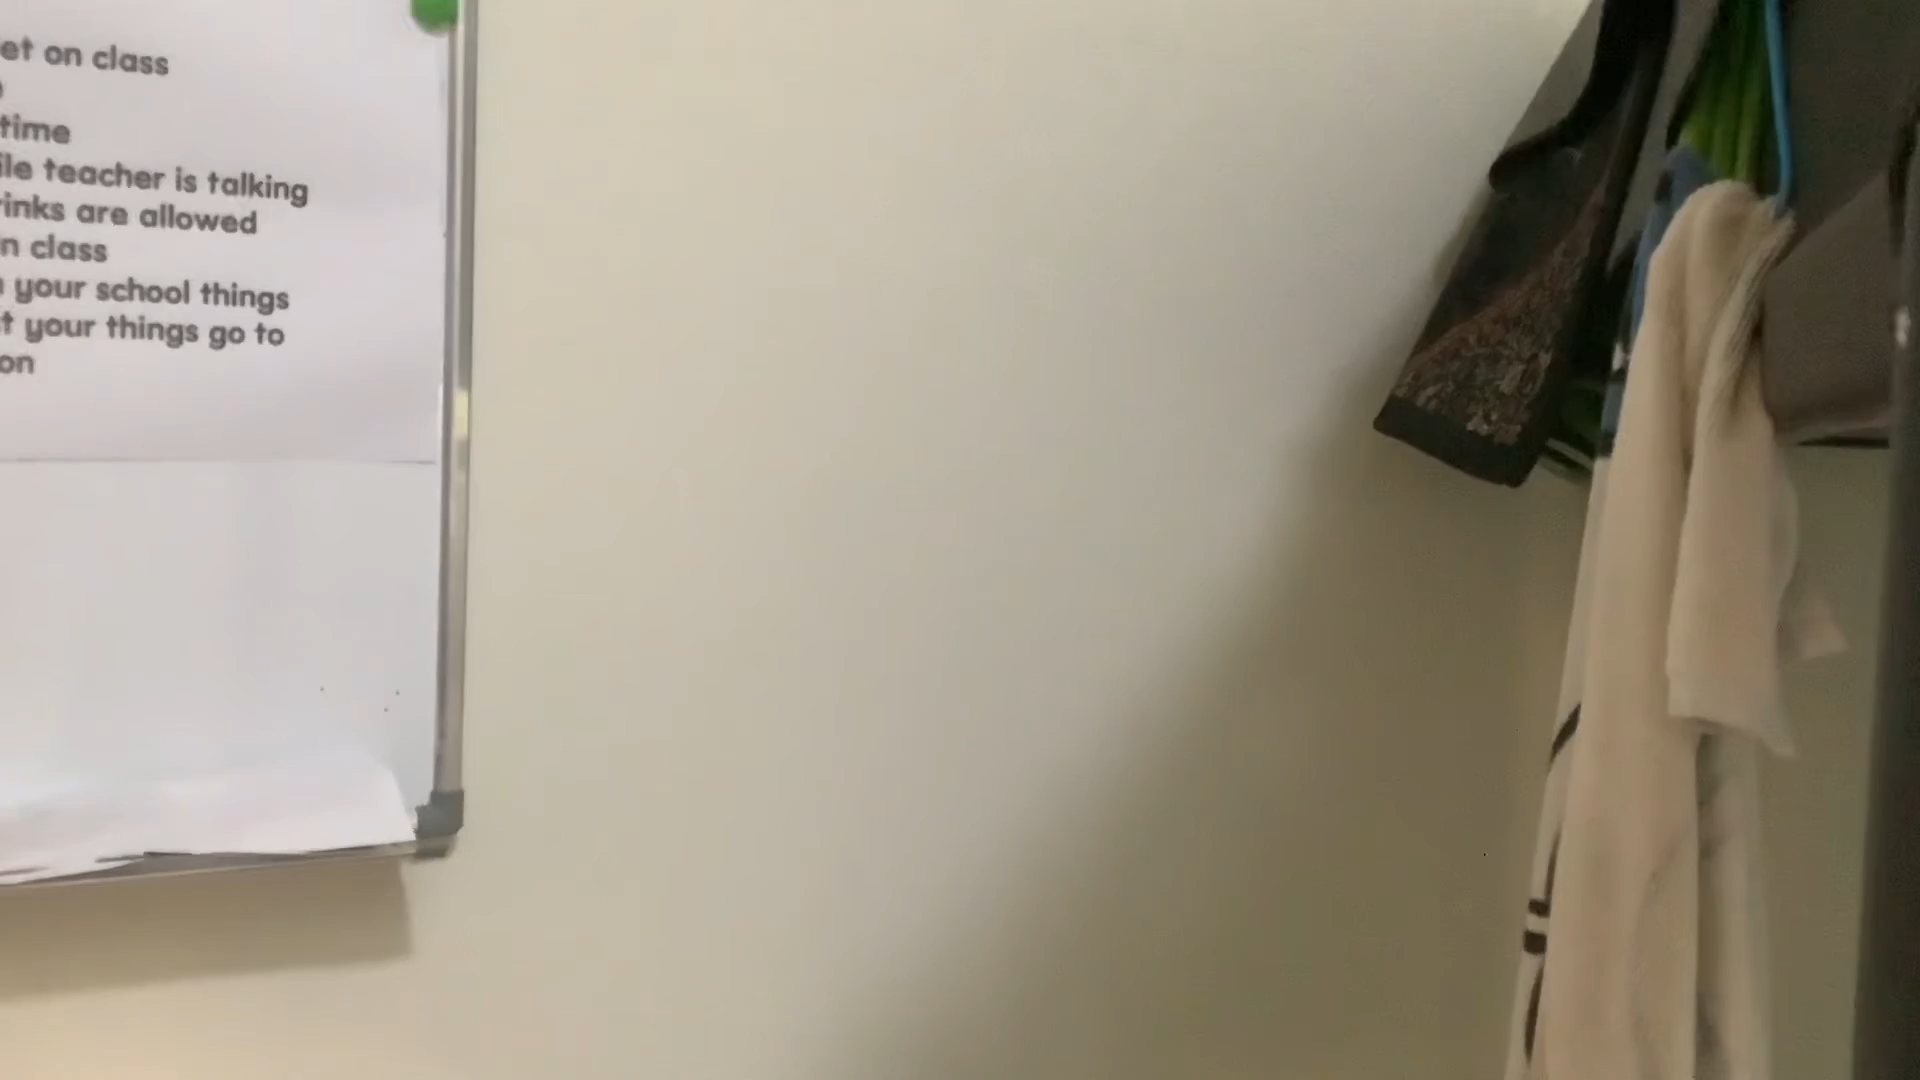 et on class
time
ile teacher is talking
rinks are allowed
n class
your school things
t your things go to
on